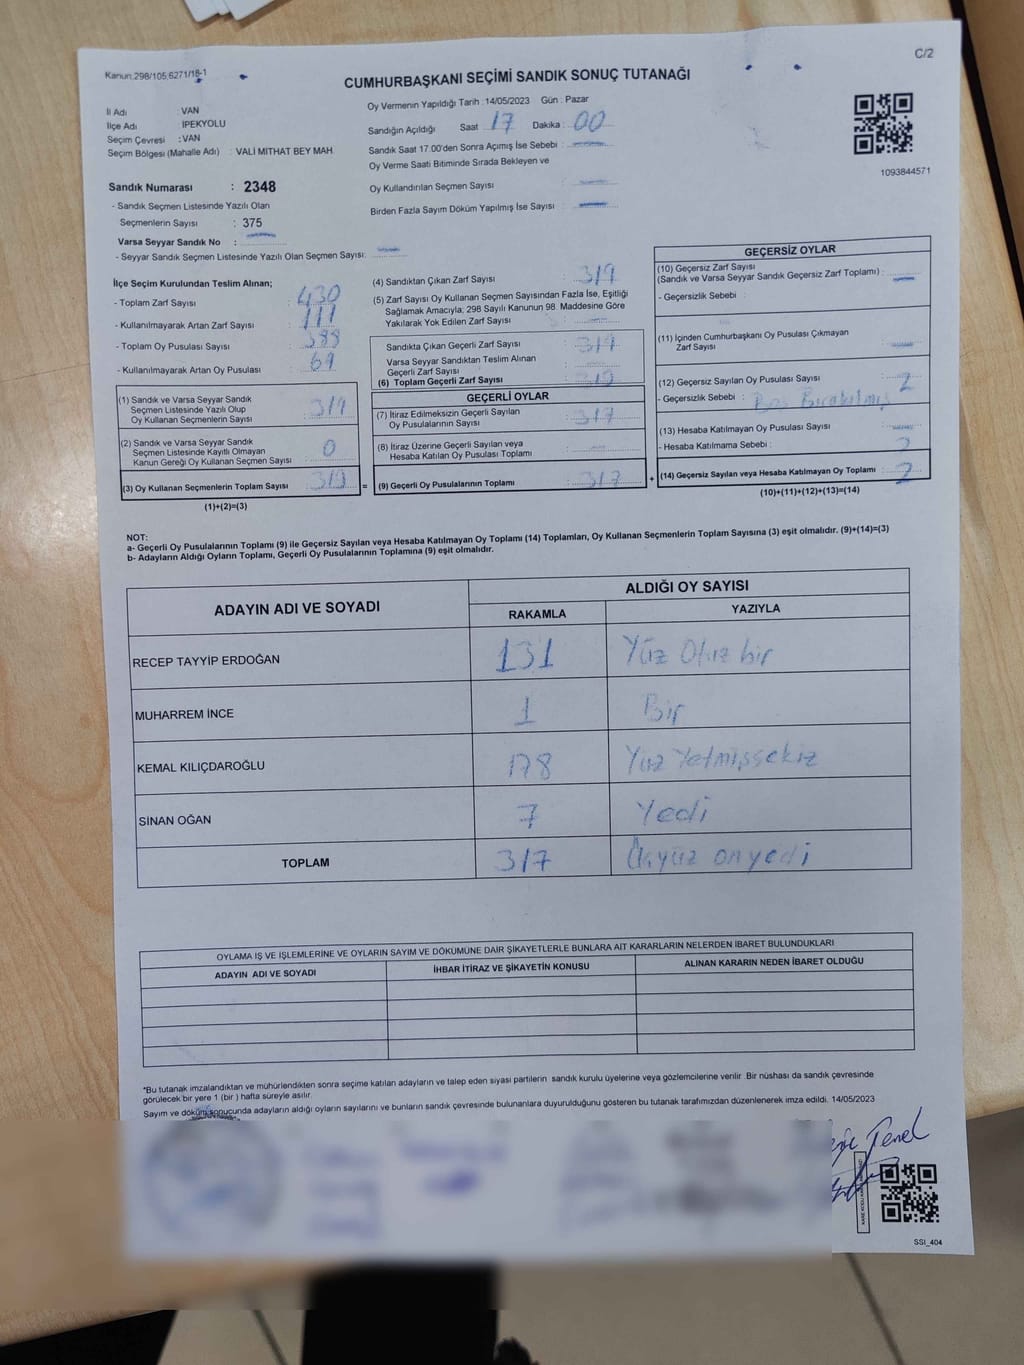 C/2
Kanun:298/105,6271/18-1
CUMHURBAŞKANI SEÇİMİ SANDIK SONUÇ TUTANAĞI
İl Adı : VAN
İlçe Adı : İPEKYOLU
Seçim Çevresi : VAN
Seçim Bölgesi (Mahalle Adı) : VALİ MİTHAT BEY MAH.
Oy Vermenin Yapıldığı Tarih : 14/05/2023 Gün : Pazar
Sandığın Açıldığı Saat 17 Dakika : 00
Sandık Saat 17:00'den Sonra Açımış İse Sebebi :
Oy Verme Saati Bitiminde Sırada Bekleyen ve
Oy Kullandırılan Seçmen Sayısı
Birden Fazla Sayım Döküm Yapılmış İse Sayısı
1093844571
Sandık Numarası : 2348
- Sandık Seçmen Listesinde Yazılı Olan
Seçmenlerin Sayısı : 375
Varsa Seyyar Sandık No :
- Seyyar Sandık Seçmen Listesinde Yazılı Olan Seçmen Sayısı:
İlçe Seçim Kurulundan Teslim Alınan;
- Toplam Zarf Sayısı : 430
- Kullanılmayarak Artan Zarf Sayısı : 111
- Toplam Oy Pusulası Sayısı : 388
- Kullanılmayarak Artan Oy Pusulası : 69
(1) Sandık ve Varsa Seyyar Sandık
Seçmen Listesinde Yazılı Olup
Oy Kullanan Seçmenlerin Sayısı : 319
(2) Sandık ve Varsa Seyyar Sandık
Seçmen Listesinde Kayıtlı Olmayan
Kanun Gereği Oy Kullanan Seçmen Sayısı : 0
(3) Oy Kullanan Seçmenlerin Toplam Sayısı : 319
(1)+(2)=(3)
(4) Sandıktan Çıkan Zarf Sayısı : 319
(5) Zarf Sayısı Oy Kullanan Seçmen Sayısından Fazla İse, Eşitliği
Sağlamak Amacıyla; 298 Sayılı Kanunun 98. Maddesine Göre
Yakılarak Yok Edilen Zarf Sayısı :
Sandıkta Çıkan Geçerli Zarf Sayısı : 319
Varsa Seyyar Sandıktan Teslim Alınan
Geçerli Zarf Sayısı :
(6) Toplam Geçerli Zarf Sayısı : 319
GEÇERLİ OYLAR
(7) İtiraz Edilmeksizin Geçerli Sayılan
Oy Pusulasının Sayısı : 317
(8) İtiraz Üzerine Geçerli Sayılan veya
Hesaba Katılan Oy Pusulası Toplamı :
= (9) Geçerli Oy Pusulalarının Toplamı : 317 +
GEÇERSİZ OYLAR
(10) Geçersiz Zarf Sayısı
(Sandık ve Varsa Seyyar Sandık Geçersiz Zarf Toplamı) :
- Geçersizlik Sebebi :
(11) İçinden Cumhurbaşkanı Oy Pusulası Çıkmayan
Zarf Sayısı
(12) Geçersiz Sayılan Oy Pusulası Sayısı : 2
- Geçersizlik Sebebi : Boş Bırakılmış
(13) Hesaba Katılmayan Oy Pusulası Sayısı
- Hesaba Katılmama Sebebi :
(14) Geçersiz Sayılan veya Hesaba Katılmayan Oy Toplamı : 2
(10)+(11)+(12)+(13)=(14)
NOT:
a- Geçerli Oy Pusulalarının Toplamı (9) ile Geçersiz Sayılan veya Hesaba Katılmayan Oy Toplamı (14) Toplamları, Oy Kullanan Seçmenlerin Toplam Sayısına (3) eşit olmalıdır. (9)+(14)=(3)
b- Adayların Aldığı Oyların Toplamı, Geçerli Oy Pusulalarının Toplamına (9) eşit olmalıdır.
ADAYIN ADI VE SOYADI
ALDIĞI OY SAYISI
RAKAMLA YAZIYLA
RECEP TAYYİP ERDOĞAN 131 Yüz Otuz bir
MUHARREM İNCE 1 Bir
KEMAL KILIÇDAROĞLU 178 Yüz Yetmişsekiz
SİNAN OĞAN 7 Yedi
TOPLAM 317 Üçyüz onyedi
OYLAMA İŞ VE İŞLEMLERİNE VE OYLARIN SAYIM VE DÖKÜMÜNE DAİR ŞİKAYETLERLE BUNLARA AİT KARARLARIN NELERDEN İBARET BULUNDUKLARI
ADAYIN ADI VE SOYADI İHBAR İTİRAZ VE ŞİKAYETİN KONUSU ALINAN KARARIN NEDEN İBARET OLDUĞU
*Bu tutanak imzalandıktan ve mühürlendikten sonra seçime katılan adayların ve talep eden siyasi partilerin sandık kurulu üyelerine veya gözlemcilerine verilir. Bir nüshası da sandık çevresinde
görülecek bir yere 1 (bir ) hafta süreyle asılır.
Sayım ve döküm sonucunda adayların aldığı oyların sayılarını ve bunların sandık çevresinde bulunanlara duyurulduğunu gösteren bu tutanak tarafımızdan düzenlenerek imza edildi. 14/05/2023
Tenel
SSI_404